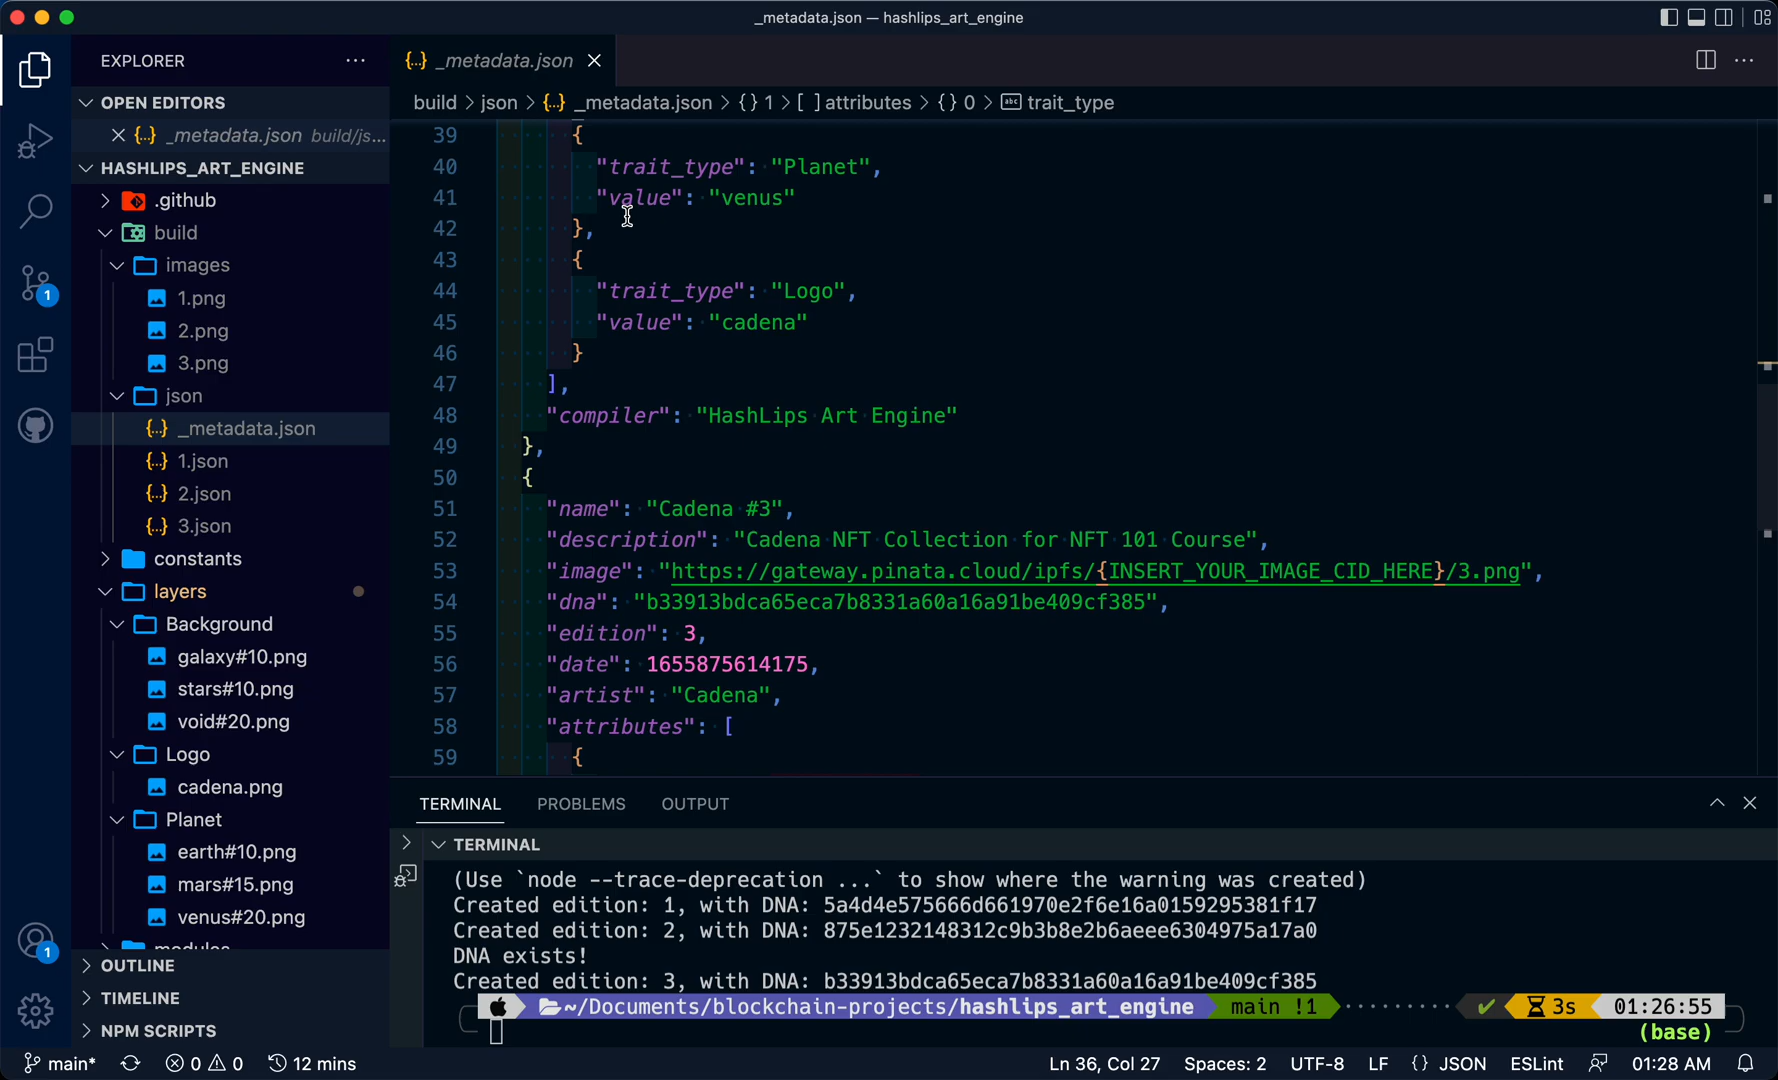 _metadata.json — hashlips_art_engine
EXPLORER
OPEN EDITORS
_metadata.json build/js...
HASHLIPS_ART_ENGINE
.github
build
images
1.png
2.png
3.png
json
_metadata.json
1.json
2.json
3.json
constants
layers
Background
galaxy#10.png
stars#10.png
void#20.png
Logo
cadena.png
Planet
earth#10.png
mars#15.png
venus#20.png
OUTLINE
TIMELINE
NPM SCRIPTS
1
1
{..} _metadata.json
build > json > {..} _metadata.json > {} 1 > [ ] attributes > {} 0 > abc trait_type
39 {
40 "trait_type": "Planet",
41 "value": "venus"
42 },
43 {
44 "trait_type": "Logo",
45 "value": "cadena"
46 }
47 ],
48 "compiler": "HashLips Art Engine"
49 },
50 {
51 "name": "Cadena #3",
52 "description": "Cadena NFT Collection for NFT 101 Course",
53 "image": "https://gateway.pinata.cloud/ipfs/{INSERT_YOUR_IMAGE_CID_HERE}/3.png",
54 "dna": "b33913bdca65eca7b8331a60a16a91be409cf385",
55 "edition": 3,
56 "date": 1655875614175,
57 "artist": "Cadena",
58 "attributes": [
59 {
TERMINAL PROBLEMS OUTPUT
TERMINAL
(Use `node --trace-deprecation ...` to show where the warning was created)
Created edition: 1, with DNA: 5a4d4e575666d661970e2f6e16a0159295381f17
Created edition: 2, with DNA: 875e1232148312c9b3b8e2b6aeee6304975a17a0
DNA exists!
Created edition: 3, with DNA: b33913bdca65eca7b8331a60a16a91be409cf385
~/Documents/blockchain-projects/hashlips_art_engine main !1 ✔ 3s 01:26:55
(base)
main* 0 0 12 mins Ln 36, Col 27 Spaces: 2 UTF-8 LF {} JSON ESLint 01:28 AM